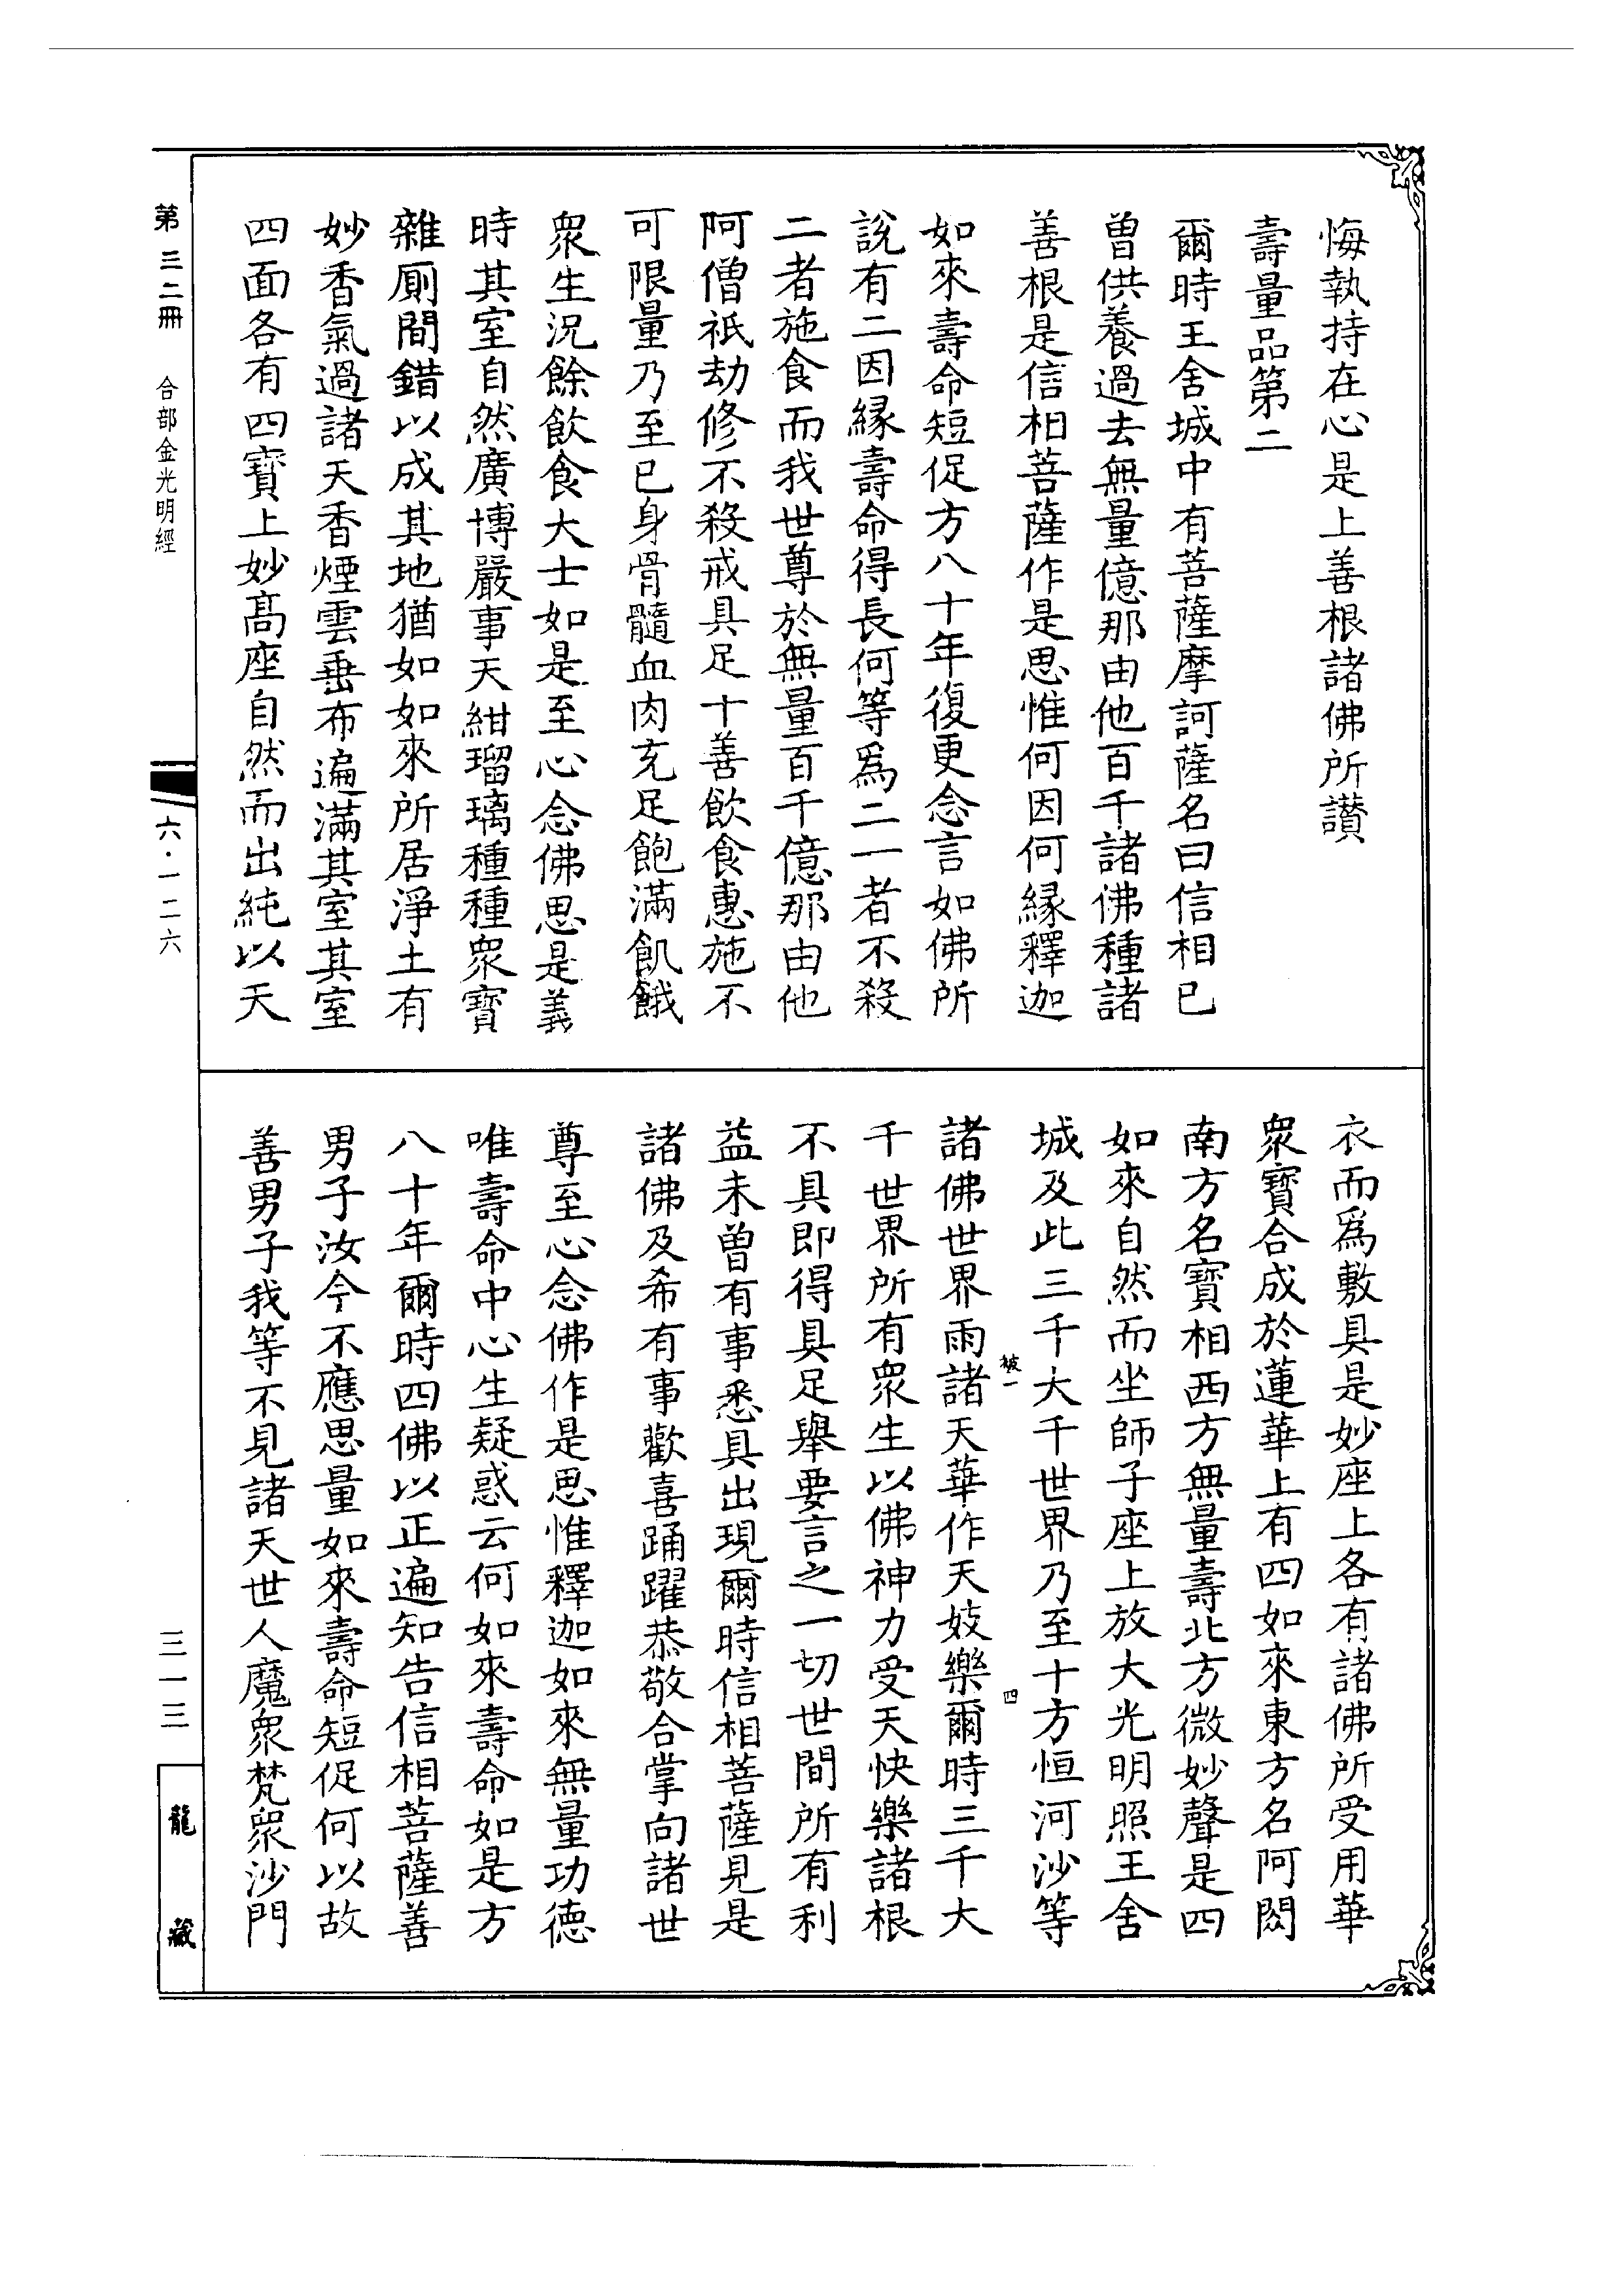 悔執持在心是上善根諸佛所讃
壽量品第二
爾時王舍城中有菩薩摩訶薩名曰信相已
曽供養過去無量億那由他百千諸佛種諸
善根是信相菩薩作是思惟何因何縁釋迦
如來壽命短促方八十年復更念言如佛所
說有二因縁壽命得長何等爲二一者不殺
二者施食而我世尊於無量百千億那由他
阿僧祇劫修不殺戒具足十善飲食惠施不
可限量乃至已身骨髓血肉充足飽滿飢餓
衆生況餘飲食大士如是至心念佛思是義
時其室自然廣博嚴事天紺瑠璃種種衆寶
雜廁間錯以成其地猶如如來所居淨土有
妙香氣過諸天香煙雲垂布遍滿其室其室
四面各有四寶上妙髙座自然而出純以天
衣而爲敷具是妙座上各有諸佛所受用華
衆寶合成於蓮華上有四如來東方名阿閦
南方名寶相西方無量壽北方微妙聲是四
如來自然而坐師子座上放大光明照王舍
城及此三千大千世界乃至十方恒河沙等
諸佛世界雨諸天華作天妓樂爾時三千大
千世界所有衆生以佛神力受天快樂諸根
不具即得具足舉要言之一切世間所有利
益未曽有事悉具出現爾時信相菩薩見是
諸佛及希有事歡喜踊躍恭敬合掌向諸世
尊至心念佛作是思惟釋迦如來無量功德
唯壽命中心生疑惑云何如來壽命如是方
八十年爾時四佛以正遍知告信相菩薩善
男子汝今不應思量如來壽命短促何以故
善男子我等不見諸天世人魔衆梵衆沙門
被一
四
第三二冊 合部金光明經
六·一二六
三一三
龍藏